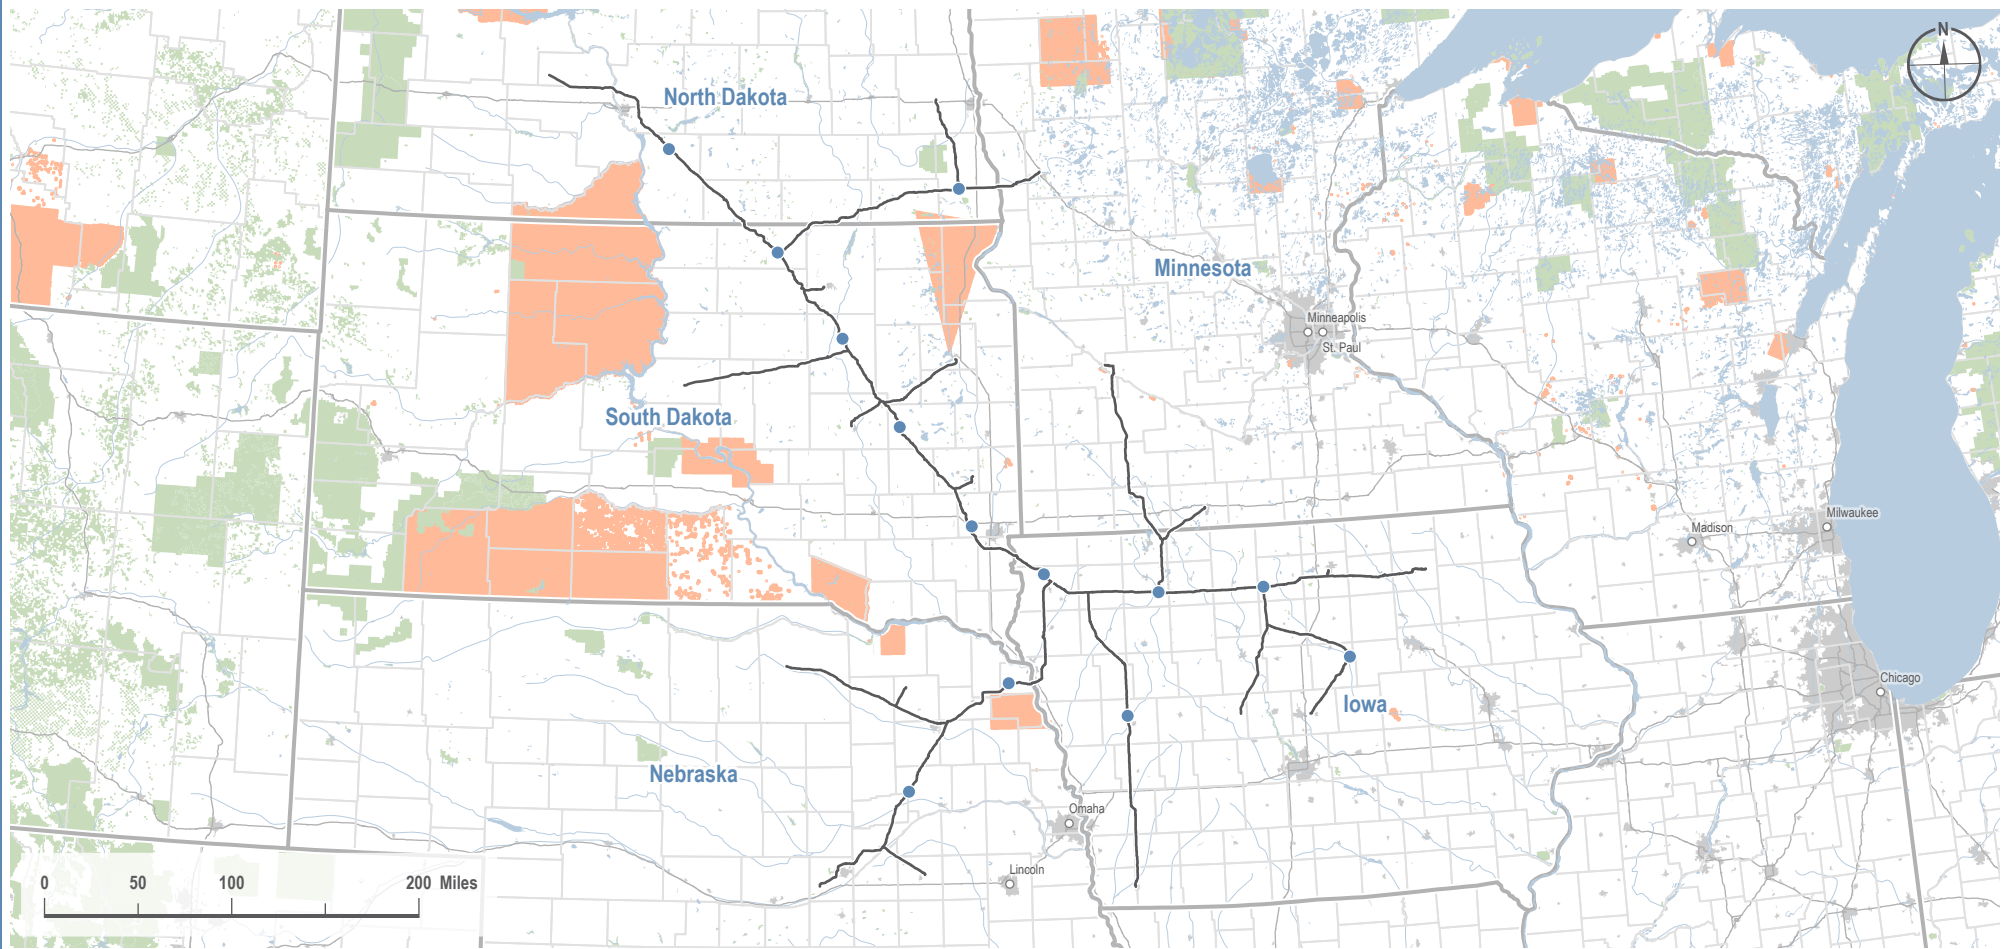 N
North Dakota
Minnesota
Minneapolis
St. Paul
South Dakota
Milwaukee
Madison
Chicago
Iowa
Nebraska
Omaha
Lincoln
0 50 100 200 Miles